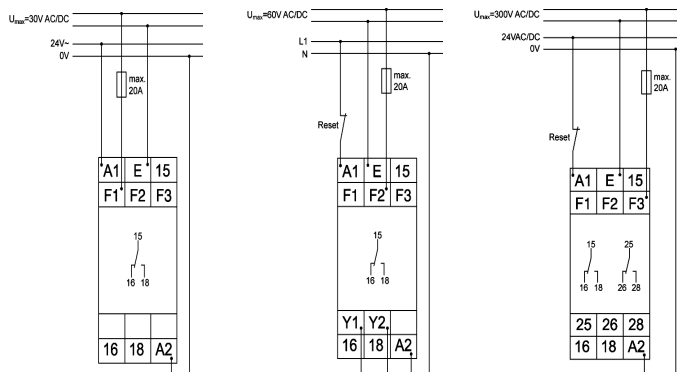 Umax=30V AC/DC
24V~
0V
max.
20A
A1 E 15
F1 F2 F3
15
16 18
16 18 A2
Umax=60V AC/DC
L1
N
max.
20A
Reset
A1 E 15
F1 F2 F3
15
16 18
Y1 Y2
16 18 A2
Umax=300V AC/DC
24VAC/DC
0V
max.
20A
Reset
A1 E 15
F1 F2 F3
15 25
16 18 26 28
25 26 28
16 18 A2